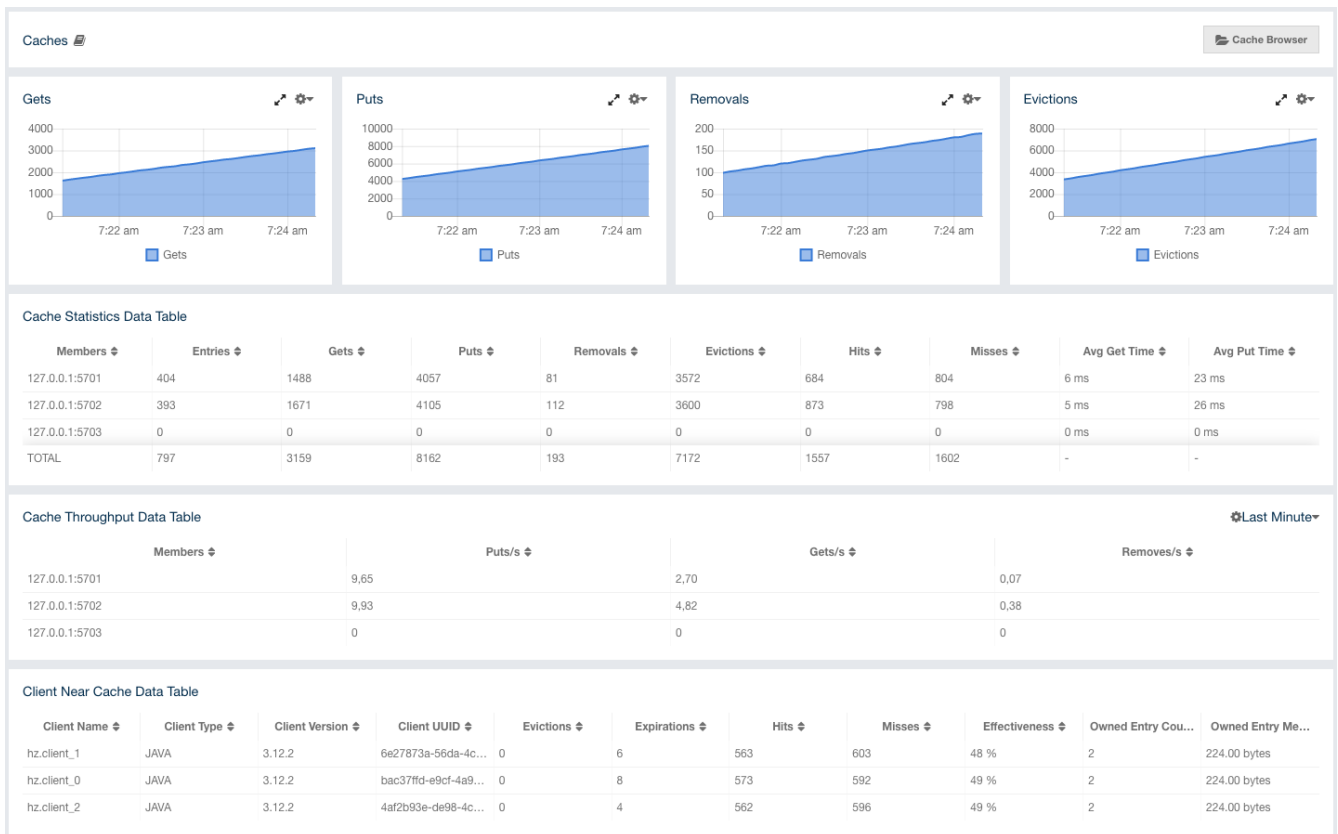 Caches
Cache Browser
Gets
4000
3000
2000
1000
0
7:22 am 7:23 am 7:24 am
Gets
Puts
10000
8000
6000
4000
2000
0
7:22 am 7:23 am 7:24 am
Puts
Removals
200
150
100
50
0
7:22 am 7:23 am 7:24 am
Removals
Evictions
8000
6000
4000
2000
0
7:22 am 7:23 am 7:24 am
Evictions
Cache Statistics Data Table
Members Entries Gets Puts Removals Evictions Hits Misses Avg Get Time Avg Put Time
127.0.0.1:5701 404 1488 4057 81 3572 684 804 6 ms 23 ms
127.0.0.1:5702 393 1671 4105 112 3600 873 798 5 ms 26 ms
127.0.0.1:5703 0 0 0 0 0 0 0 0 ms 0 ms
TOTAL 797 3159 8162 193 7172 1557 1602 - -
Cache Throughput Data Table
Last Minute
Members Puts/s Gets/s Removes/s
127.0.0.1:5701 9,65 2,70 0,07
127.0.0.1:5702 9,93 4,82 0,38
127.0.0.1:5703 0 0 0
Client Near Cache Data Table
Client Name Client Type Client Version Client UUID Evictions Expirations Hits Misses Effectiveness Owned Entry Cou... Owned Entry Me...
hz.client_1 JAVA 3.12.2 6e27873a-56da-4c... 0 6 563 603 48 % 2 224.00 bytes
hz.client_0 JAVA 3.12.2 bac37ffd-e9cf-4a9... 0 8 573 592 49 % 2 224.00 bytes
hz.client_2 JAVA 3.12.2 4af2b93e-de98-4c... 0 4 562 596 49 % 2 224.00 bytes